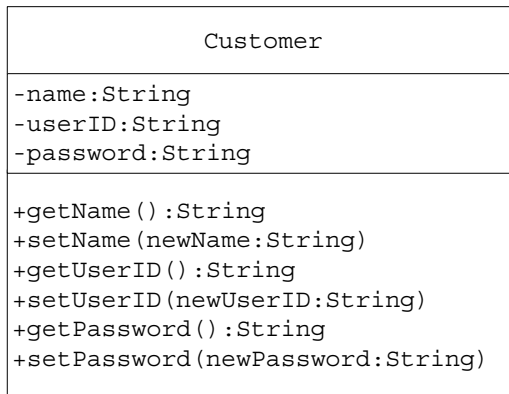 Customer
-name:String
-userID:String
-password:String
+getName():String
+setName(newName:String)
+getUserID():String
+setUserID(newUserID:String)
+getPassword():String
+setPassword(newPassword:String)